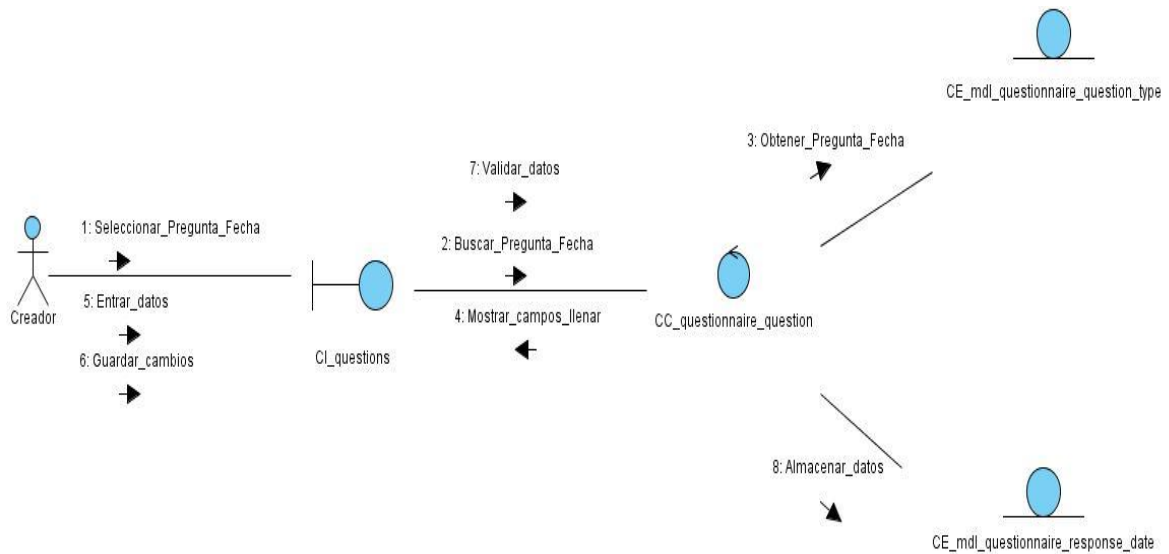 CE_mdl_questionnaire_question_type
3: Obtener_Pregunta_Fecha
7: Validar_datos
1: Seleccionar_Pregunta_Fecha
2: Buscar_Pregunta_Fecha
5: Entrar_datos
Creador
4: Mostrar_campos_llenar
CC_questionnaire_question
6: Guardar_cambios
CI_questions
8: Almacenar_datos
CE_mdl_questionnaire_response_date